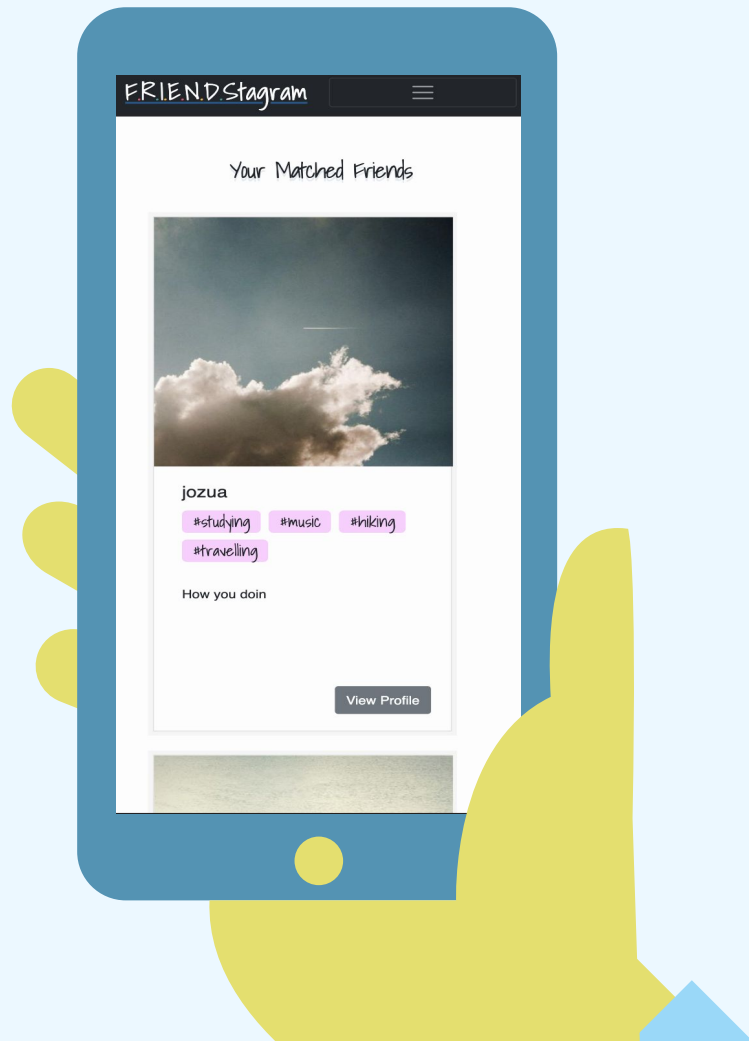 F.R.I.E.N.D.Stagram
Your Matched Friends
jozua
#studying #music #hiking
#travelling
How you doin
View Profile